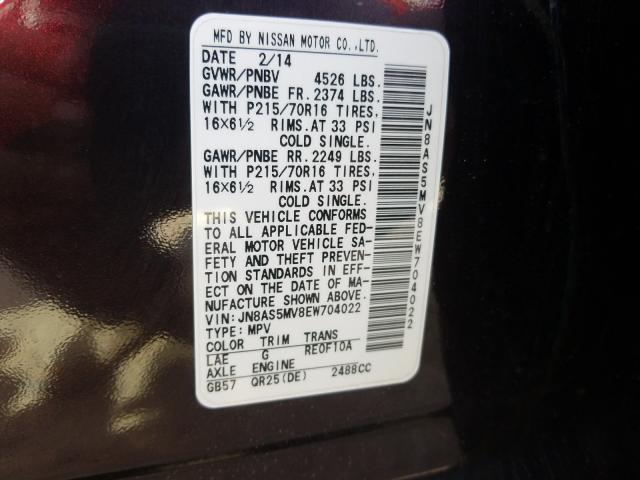 MFD BY NISSAN MOTOR CO.,LTD.
DATE 2/14
GVWR/PNBV 4526 LBS.
GAWR/PNBE FR. 2374 LBS.
WITH P215/70R16 TIRES,
16X6½ RIMS. AT 33 PSI
COLD SINGLE.
GAWR/PNBE RR. 2249 LBS.
WITH P215/70R16 TIRES,
16X6½ RIMS. AT 33 PSI
COLD SINGLE.
THIS VEHICLE CONFORMS
TO ALL APPLICABLE FED-
ERAL MOTOR VEHICLE SA-
FETY AND THEFT PREVEN-
TION STANDARDS IN EFF-
ECT ON THE DATE OF MA-
NUFACTURE SHOWN ABOVE.
VIN: JN8AS5MV8EW704022
TYPE: MPV
COLOR TRIM TRANS
LAE G RE0F10A
AXLE ENGINE
GB57 QR25(DE) 2488CC
JN8AS5MV8EW704022